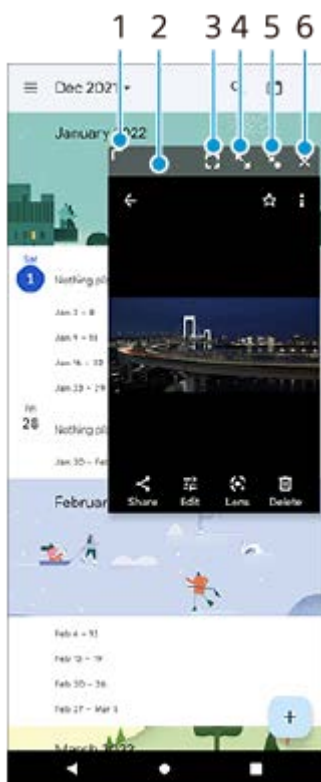 1 2 3 4 5 6
Dec 2021
January 2022
Sat
1
Nothing pl
Jan 2 – 8
Jan 9 – 15
Jan 16 – 22
Jan 23 – 29
Fri
28
Nothing pl
Jan 30 – Feb
Share Edit Lens Delete
Februar
Feb 6 – 12
Feb 13 – 19
Feb 20 – 26
Feb 27 – Mar 5
March 2022